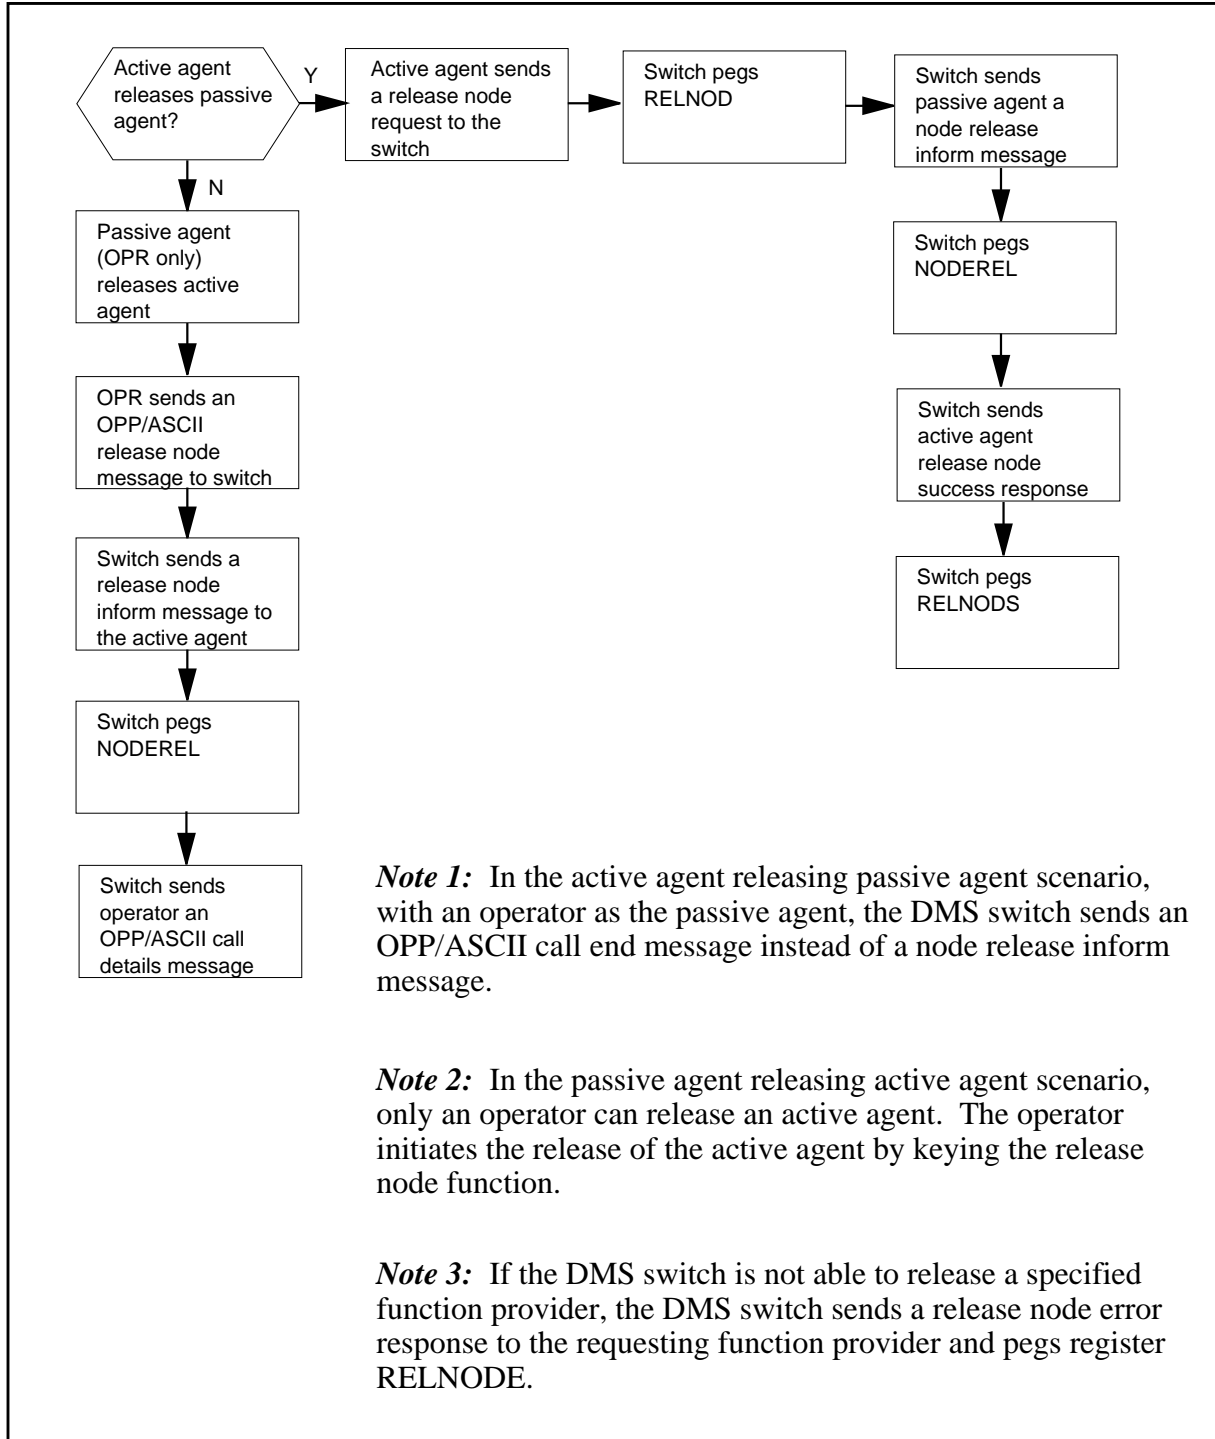 Active agent
releases passive
agent?
Y
Active agent sends
a release node
request to the
switch
Switch pegs
RELNOD
Switch sends
passive agent a
node release
inform message
N
Passive agent
(OPR only)
releases active
agent
Switch pegs
NODEREL
OPR sends an
OPP/ASCII
release node
message to switch
Switch sends
active agent
release node
success response
Switch sends a
release node
inform message to
the active agent
Switch pegs
RELNODS
Switch pegs
NODEREL
Switch sends
operator an
OPP/ASCII call
details message
Note 1: In the active agent releasing passive agent scenario,
with an operator as the passive agent, the DMS switch sends an
OPP/ASCII call end message instead of a node release inform
message.
Note 2: In the passive agent releasing active agent scenario,
only an operator can release an active agent. The operator
initiates the release of the active agent by keying the release
node function.
Note 3: If the DMS switch is not able to release a specified
function provider, the DMS switch sends a release node error
response to the requesting function provider and pegs register
RELNODE.